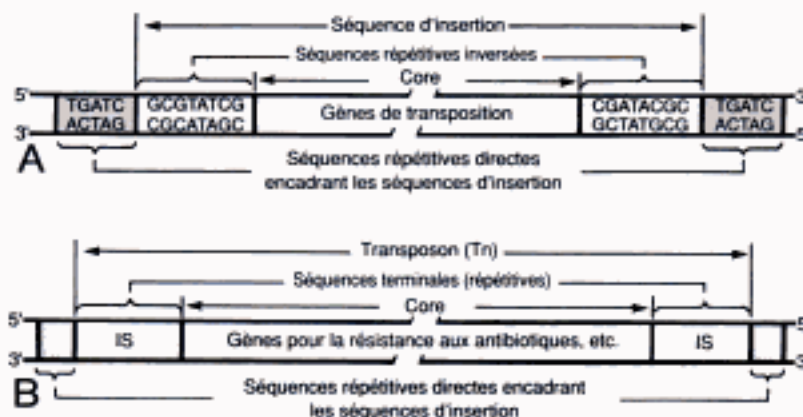 Séquence d'insertion
Séquences répétitives inversées
Core
5' TGATC GCGTATCG Gènes de transposition CGATACGC TGATC 3'
3' ACTAG CGCATAGC GCTATGCG ACTAG 5'
A
Séquences répétitives directes
encadrant les séquences d'insertion
Transposon (Tn)
Séquences terminales (répétitives)
Core
5' 3'
IS Gènes pour la résistance aux antibiotiques, etc. IS
3' 5'
B
Séquences répétitives directes encadrant
les séquences d'insertion